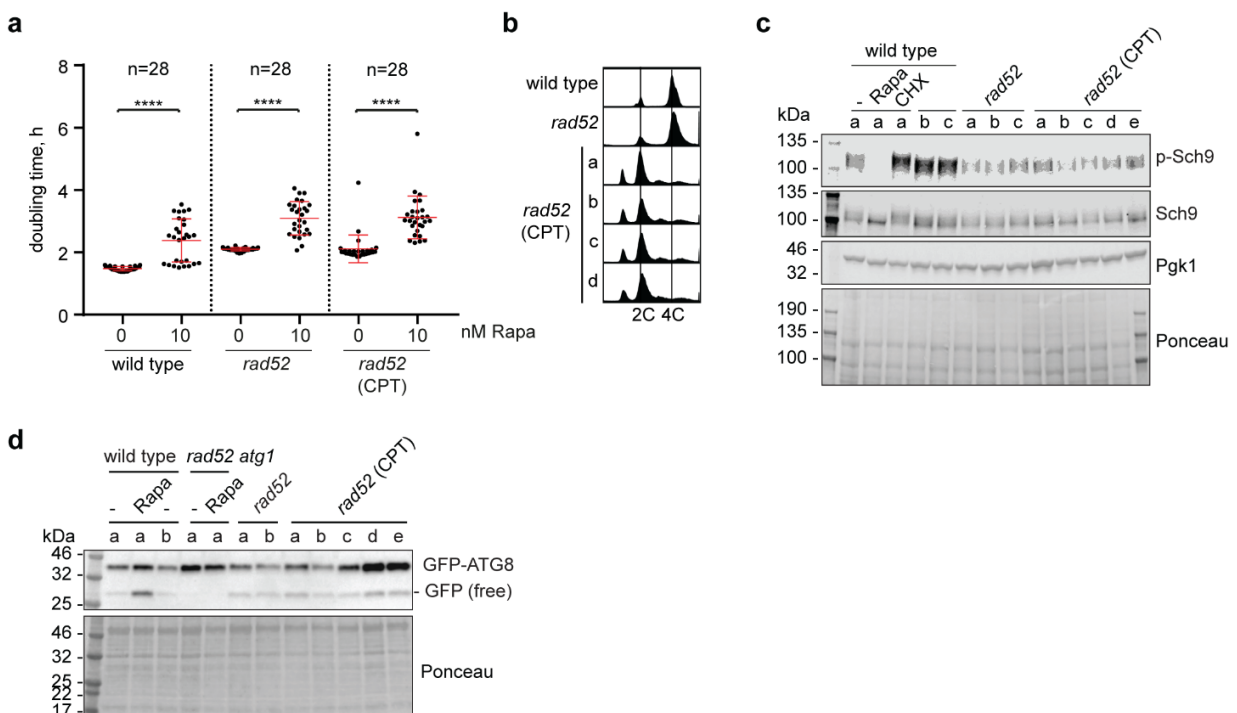 a
8
6
4
2
0
doubling time, h
n=28 n=28 n=28
**** **** ****
0 10 0 10 0 10 nM Rapa
wild type rad52 rad52
(CPT)
b
wild type
rad52
a
b
c
d
rad52
(CPT)
2C 4C
c
wild type
- Rapa CHX rad52 rad52 (CPT)
kDa
a a a b c a b c a b c d e
135
100
p-Sch9
135
100
Sch9
46
32
Pgk1
190
135
100
Ponceau
d
wild type rad52 atg1
- Rapa - - Rapa rad52 rad52 (CPT)
kDa
a a b a a a b a b c d e
46
32
25
GFP-ATG8
GFP (free)
46
32
25
22
17
Ponceau